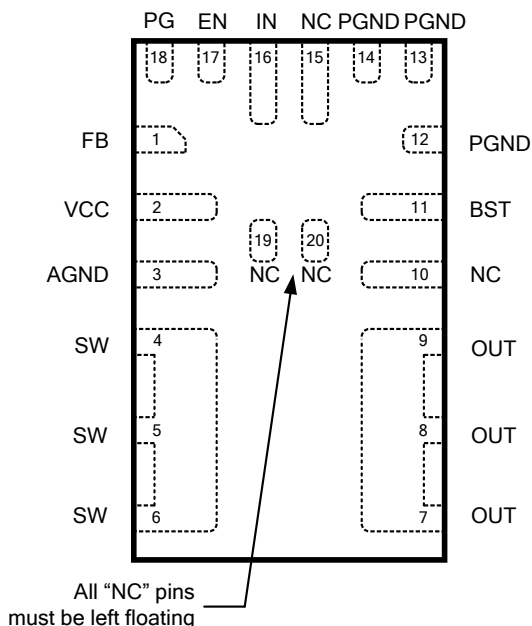 PG EN IN NC PGND PGND
18 17 16 15 14 13
FB 1 12 PGND
VCC 2 11 BST
19 20
AGND 3 NC NC 10 NC
SW 4 9 OUT
SW 5 8 OUT
SW 6 7 OUT
All “NC” pins
must be left floating